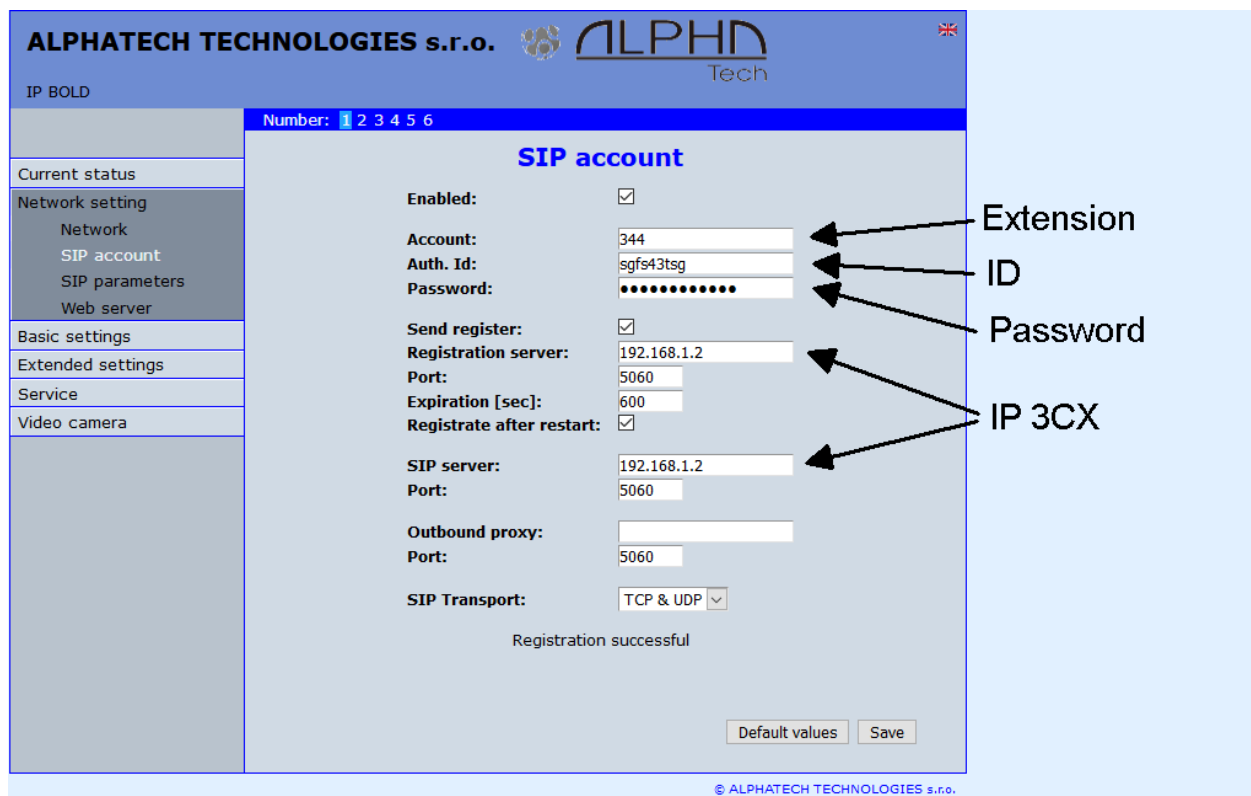 ALPHATECH TECHNOLOGIES s.r.o.
ALPHA
Tech
IP BOLD
Number: 1 2 3 4 5 6
SIP account
Current status
Network setting
Network
SIP account
SIP parameters
Web server
Basic settings
Extended settings
Service
Video camera
Enabled:
Account: 344
Auth. Id: sgfs43tsg
Password: ●●●●●●●●●●●●
Send register:
Registration server: 192.168.1.2
Port: 5060
Expiration [sec]: 600
Registrate after restart:
SIP server: 192.168.1.2
Port: 5060
Outbound proxy:
Port: 5060
SIP Transport: TCP & UDP
Registration successful
Default values Save
Extension
ID
Password
IP 3CX
© ALPHATECH TECHNOLOGIES s.r.o.